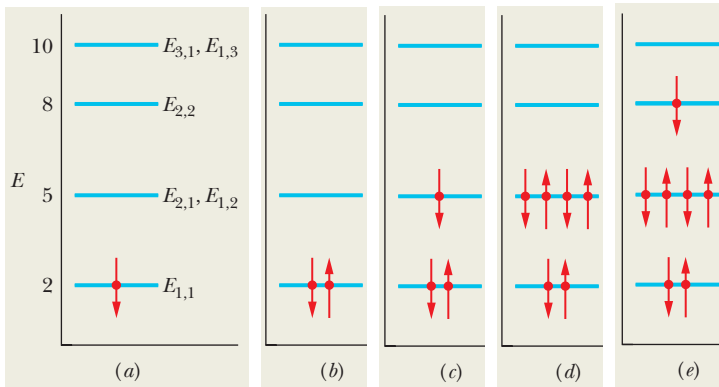 10 E3,1, E1,3
8 E2,2
E
5 E2,1, E1,2
2 E1,1
(a) (b) (c) (d) (e)